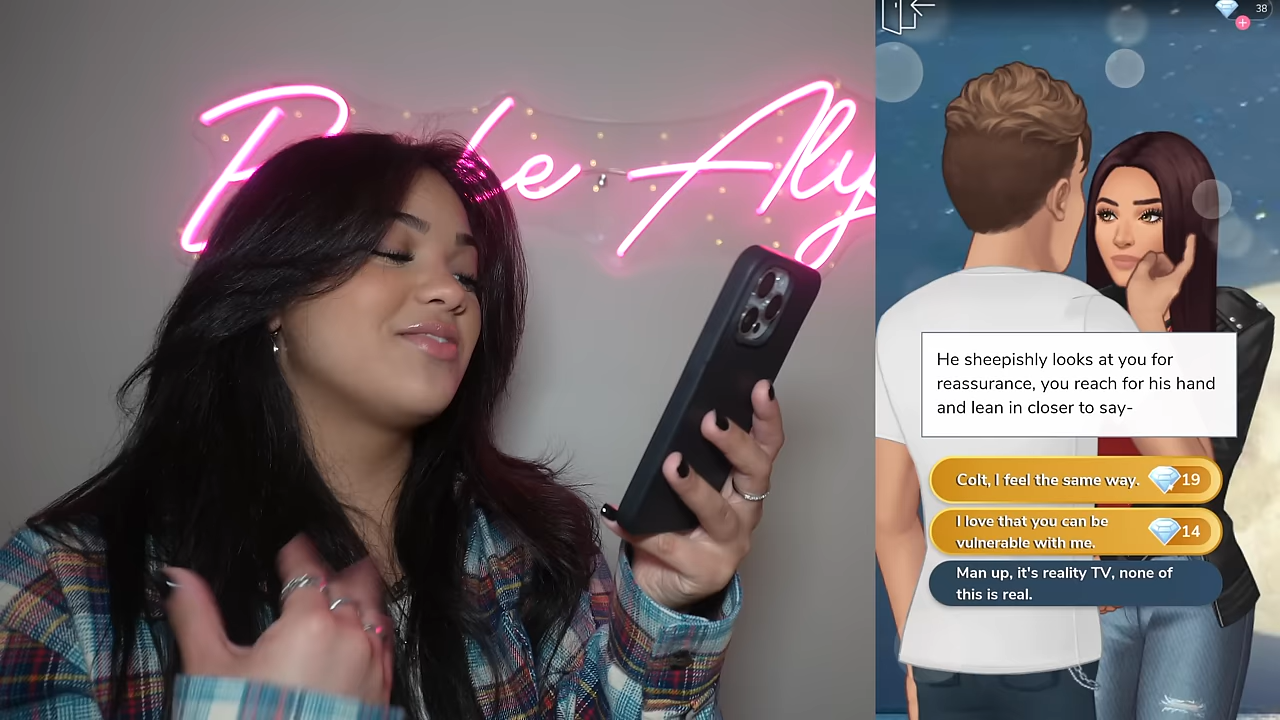 Aly
38
He sheepishly looks at you for
reassurance, you reach for his hand
and lean in closer to say-
Colt, I feel the same way. 19
I love that you can be
vulnerable with me. 14
Man up, it's reality TV, none of
this is real.